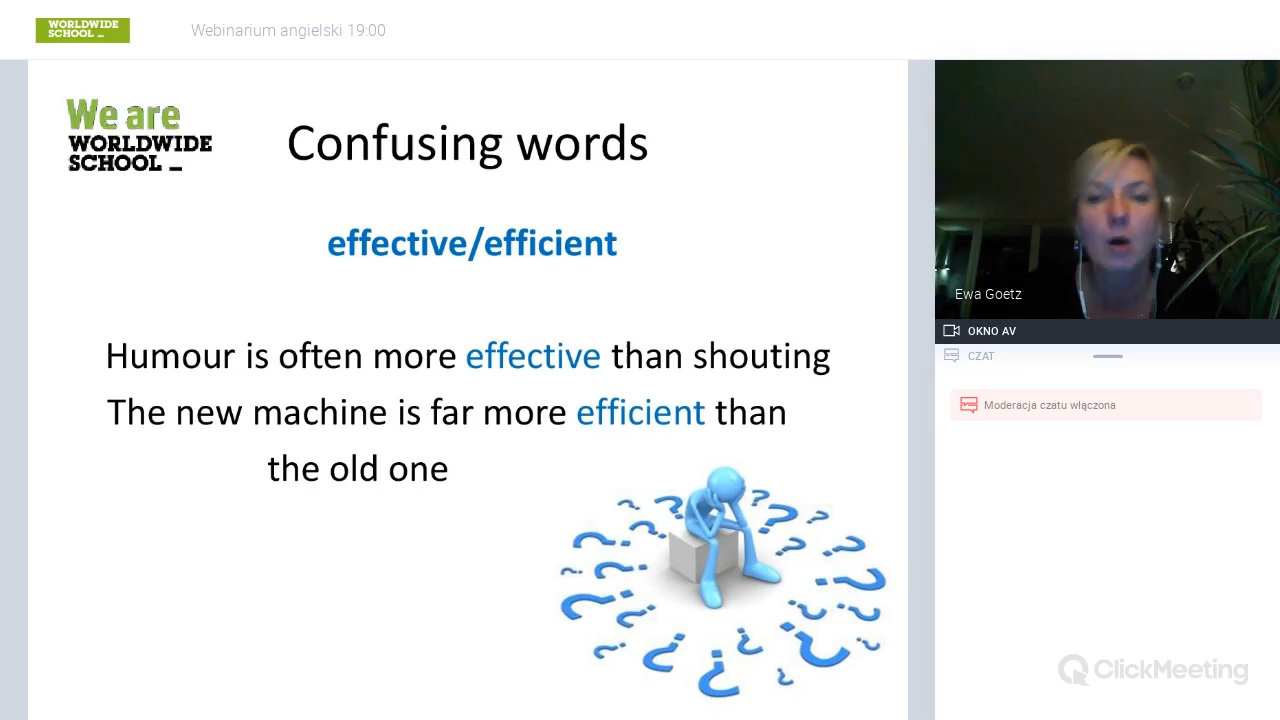 WORLDWIDE
SCHOOL _
Webinarium angielski 19:00
We are
WORLDWIDE
SCHOOL _
Confusing words
effective/efficient
Humour is often more effective than shouting
The new machine is far more efficient than
the old one
Ewa Goetz
OKNO AV
CZAT
Moderacja czatu włączona
ClickMeeting